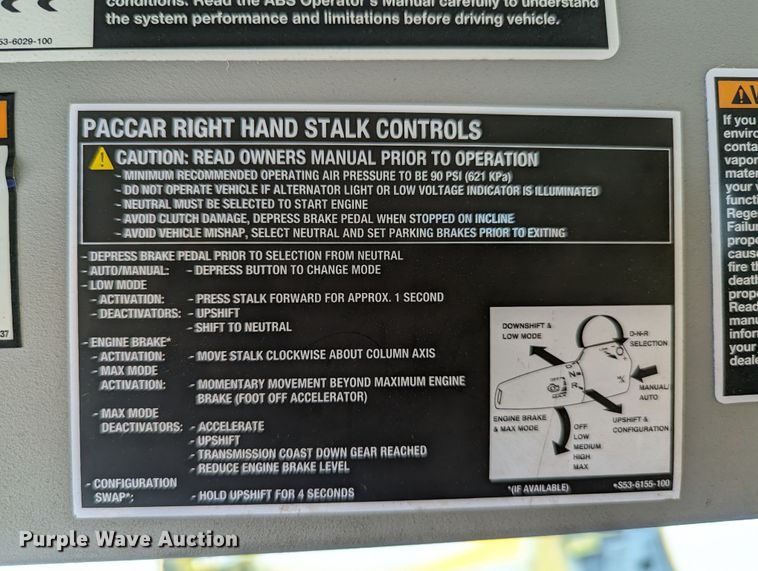 conditions. Read the ABS Operator's Manual carefully to understand
the system performance and limitations before driving vehicle.
S53-6029-100
PACCAR RIGHT HAND STALK CONTROLS
CAUTION: READ OWNERS MANUAL PRIOR TO OPERATION
- MINIMUM RECOMMENDED OPERATING AIR PRESSURE TO BE 90 PSI (621 KPa)
- DO NOT OPERATE VEHICLE IF ALTERNATOR LIGHT OR LOW VOLTAGE INDICATOR IS ILLUMINATED
- NEUTRAL MUST BE SELECTED TO START ENGINE
- AVOID CLUTCH DAMAGE, DEPRESS BRAKE PEDAL WHEN STOPPED ON INCLINE
- AVOID VEHICLE MISHAP, SELECT NEUTRAL AND SET PARKING BRAKES PRIOR TO EXITING
- DEPRESS BRAKE PEDAL PRIOR TO SELECTION FROM NEUTRAL
- AUTO/MANUAL: - DEPRESS BUTTON TO CHANGE MODE
- LOW MODE
- ACTIVATION: - PRESS STALK FORWARD FOR APPROX. 1 SECOND
- DEACTIVATORS: - UPSHIFT
- SHIFT TO NEUTRAL
- ENGINE BRAKE*
- ACTIVATION: - MOVE STALK CLOCKWISE ABOUT COLUMN AXIS
- MAX MODE
ACTIVATION: - MOMENTARY MOVEMENT BEYOND MAXIMUM ENGINE
BRAKE (FOOT OFF ACCELERATOR)
- MAX MODE
DEACTIVATORS: - ACCELERATE
- UPSHIFT
- TRANSMISSION COAST DOWN GEAR REACHED
- REDUCE ENGINE BRAKE LEVEL
- CONFIGURATION
SWAP*: - HOLD UPSHIFT FOR 4 SECONDS
DOWNSHIFT &
LOW MODE
D-N-R
SELECTION
MANUAL/
AUTO
ENGINE BRAKE
& MAX MODE
UPSHIFT &
CONFIGURATION
OFF
LOW
MEDIUM
HIGH
MAX
*(IF AVAILABLE)
*S53-6155-100
If you
enviro
conta
vapor
mater
your v
functi
Regen
Failur
prope
cause
fire th
death
prope
Read
manu
inforn
your
deale
37
Purple Wave Auction